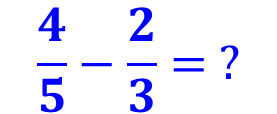 4/5 − 2/3 = ?